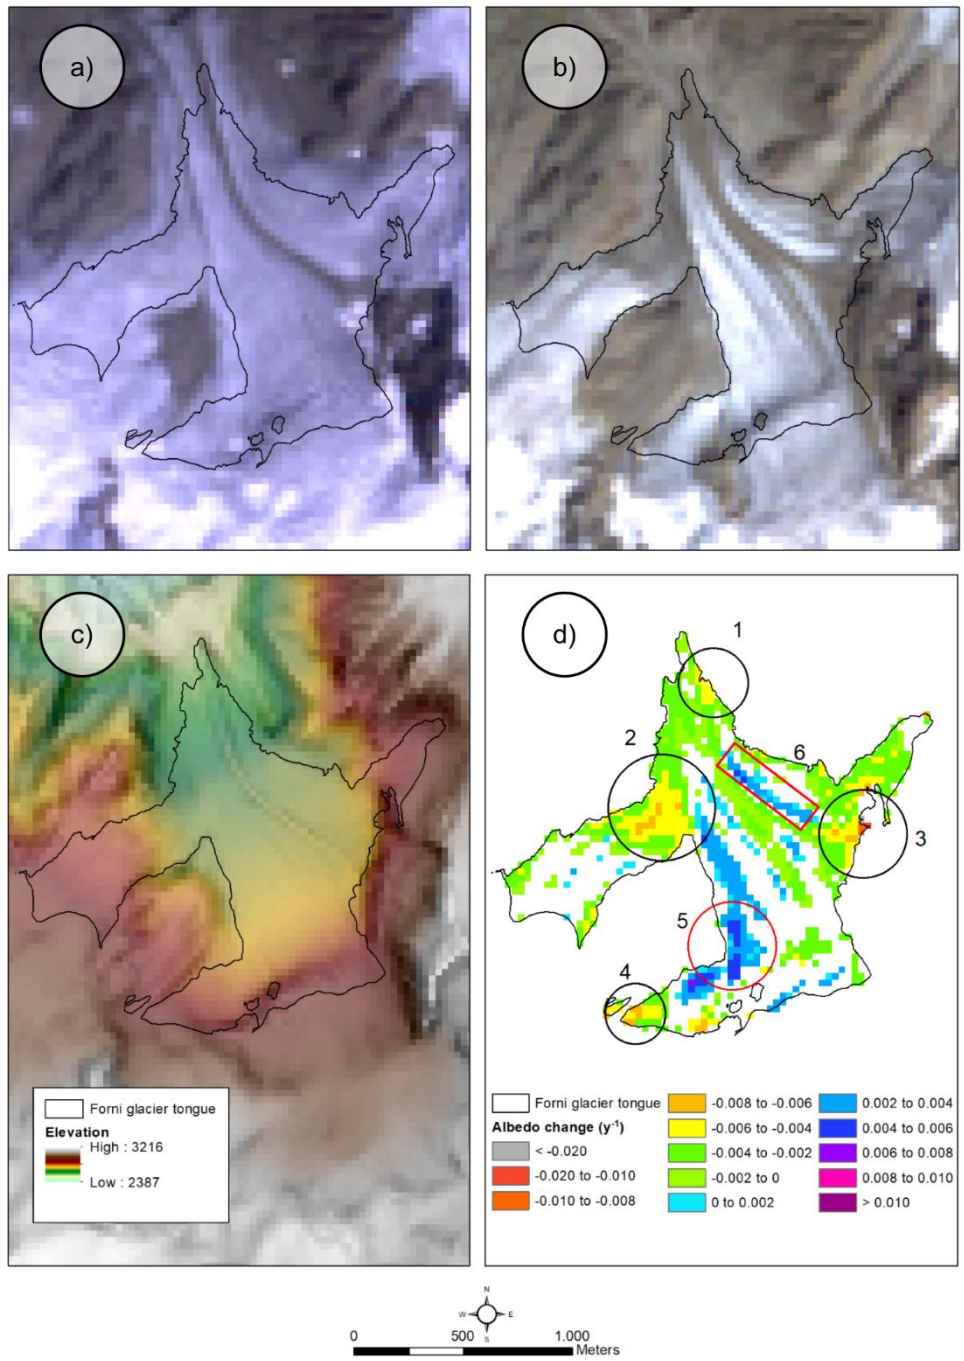 a)
b)
c)
Forni glacier tongue
Elevation
High : 3216
Low : 2387
d)
1
2
6
3
5
4
Forni glacier tongue
Albedo change (y⁻¹)
< -0.020
-0.020 to -0.010
-0.010 to -0.008
-0.008 to -0.006
-0.006 to -0.004
-0.004 to -0.002
-0.002 to 0
0 to 0.002
0.002 to 0.004
0.004 to 0.006
0.006 to 0.008
0.008 to 0.010
> 0.010
N
W E
S
0 500 1.000
Meters